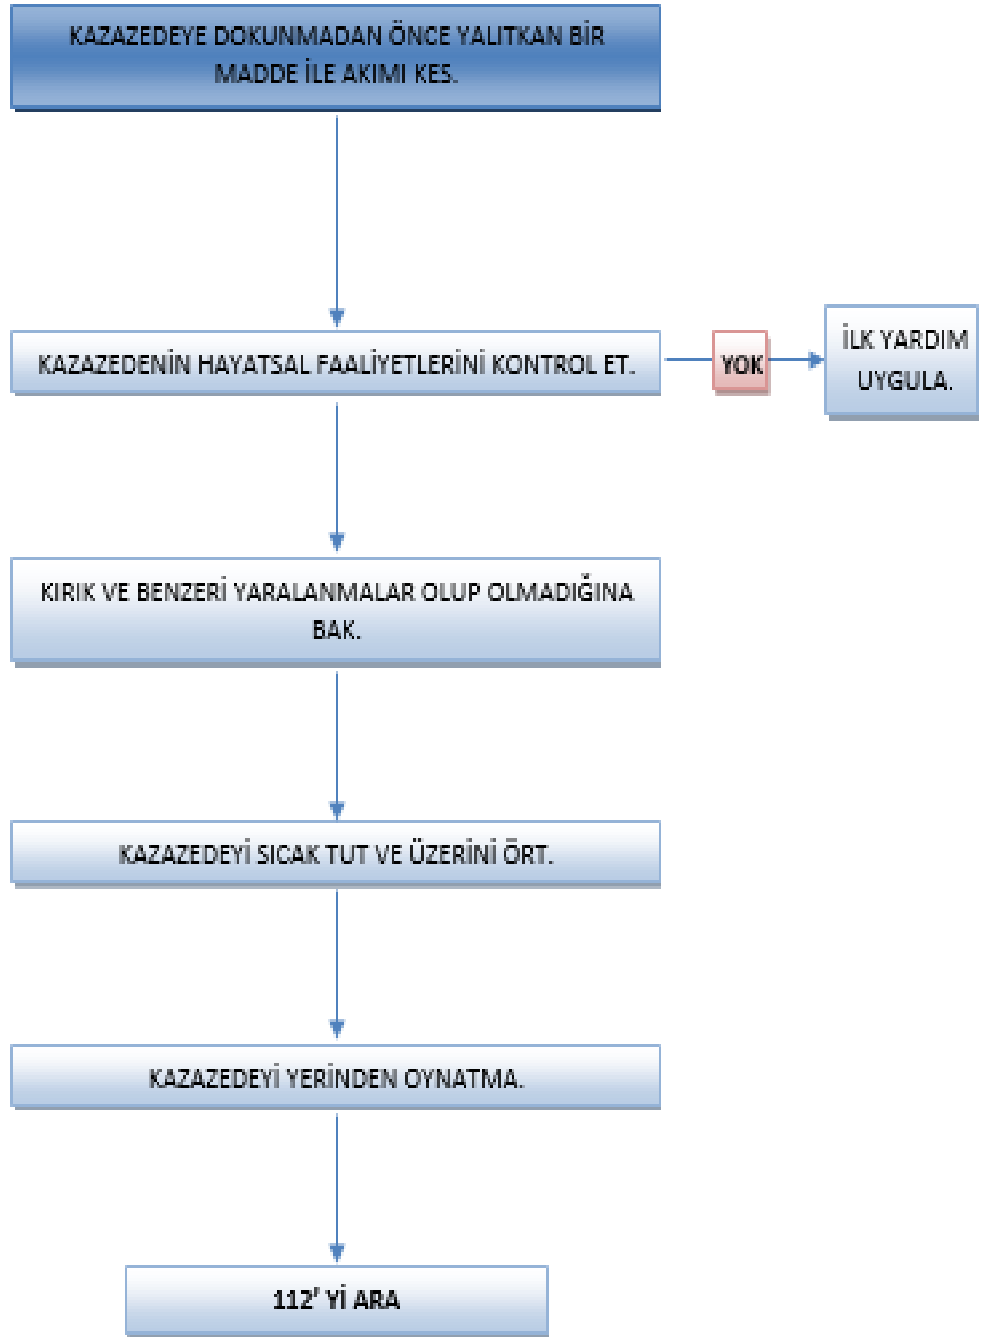 KAZAZEDEYE DOKUNMADAN ÖNCE YALITKAN BİR
MADDE İLE AKIMI KES.
KAZAZEDENİN HAYATSAL FAALİYETLERİNİ KONTROL ET.
YOK
İLK YARDIM
UYGULA.
KIRIK VE BENZERİ YARALANMALAR OLUP OLMADIĞINA
BAK.
KAZAZEDEYİ SICAK TUT VE ÜZERİNİ ÖRT.
KAZAZEDEYİ YERİNDEN OYNATMA.
112' Yİ ARA